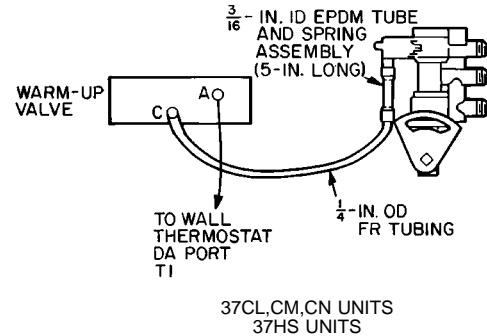 3/16 - IN. ID EPDM TUBE
AND SPRING
ASSEMBLY
(5-IN. LONG)
WARM-UP
VALVE
A
C
TO WALL
THERMOSTAT
DA PORT
T1
1/4 - IN. OD
FR TUBING
37CL,CM,CN UNITS
37HS UNITS